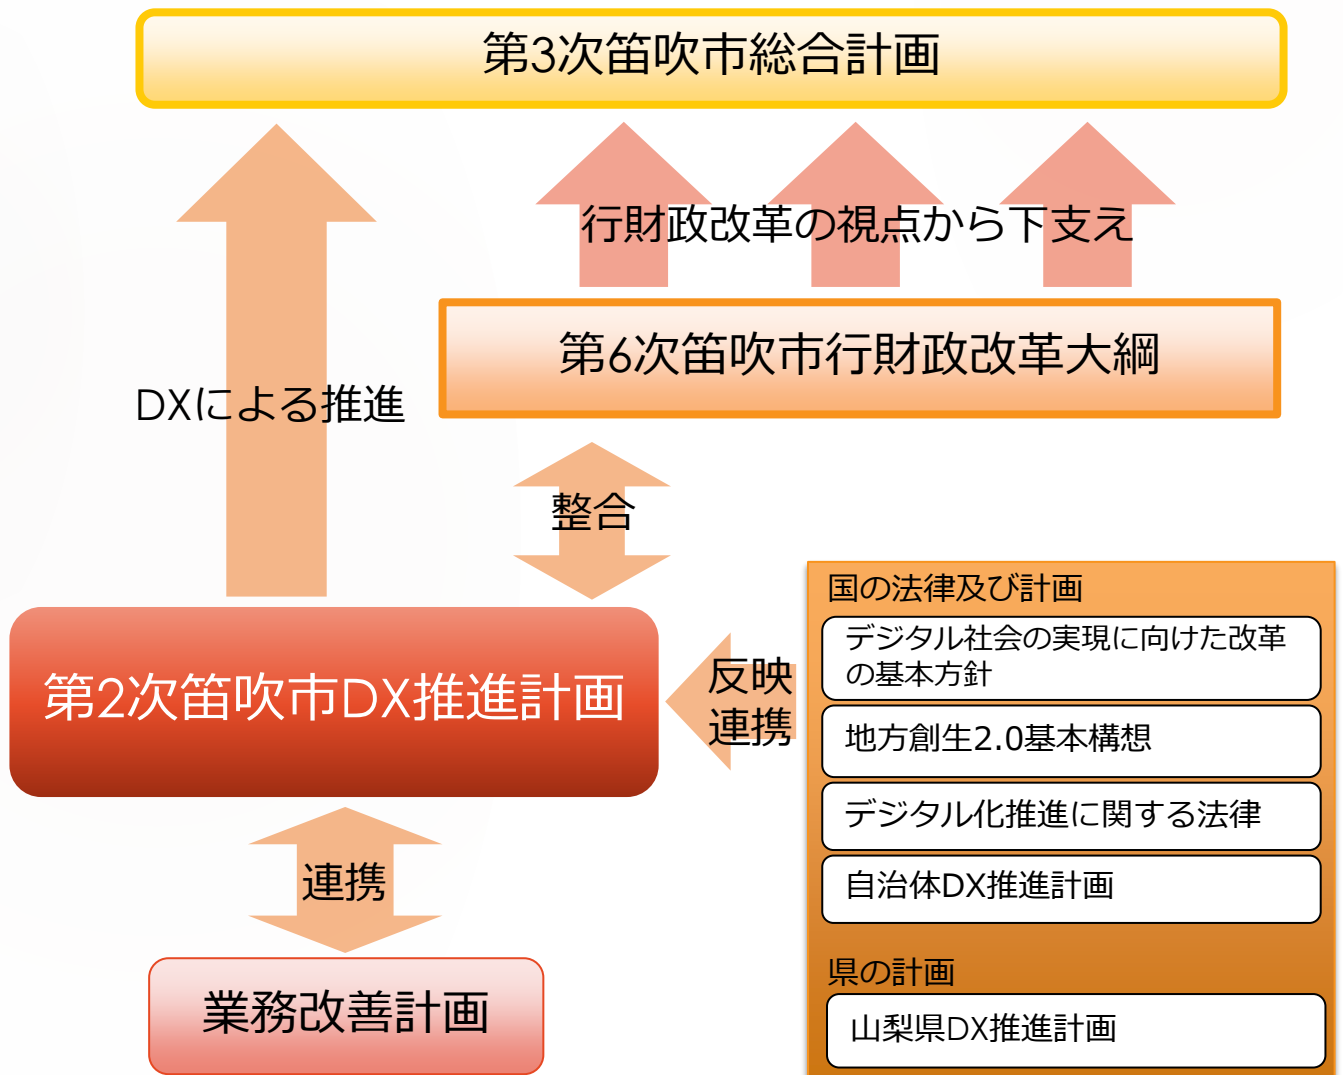 第3次笛吹市総合計画
行財政改革の視点から下支え
第6次笛吹市行財政改革大綱
DXによる推進
整合
第2次笛吹市DX推進計画
反映
連携
国の法律及び計画
デジタル社会の実現に向けた改革
の基本方針
地方創生2.0基本構想
デジタル化推進に関する法律
自治体DX推進計画
県の計画
山梨県DX推進計画
連携
業務改善計画